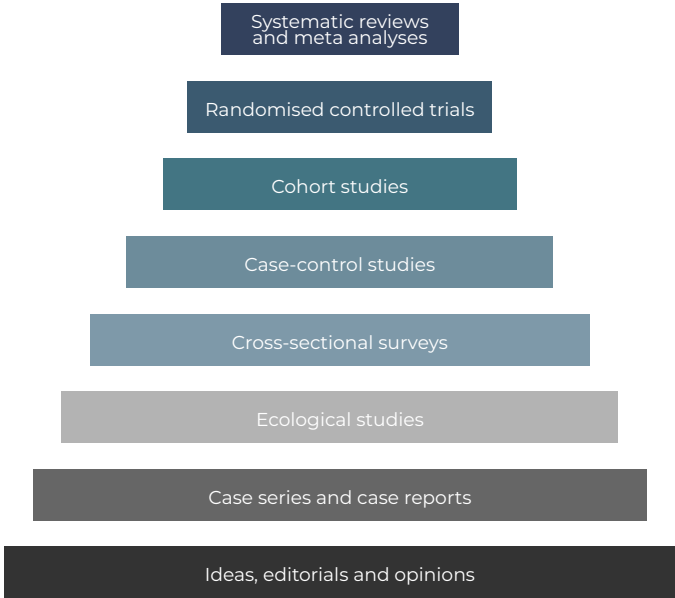 Systematic reviews
and meta analyses
Randomised controlled trials
Cohort studies
Case-control studies
Cross-sectional surveys
Ecological studies
Case series and case reports
Ideas, editorials and opinions